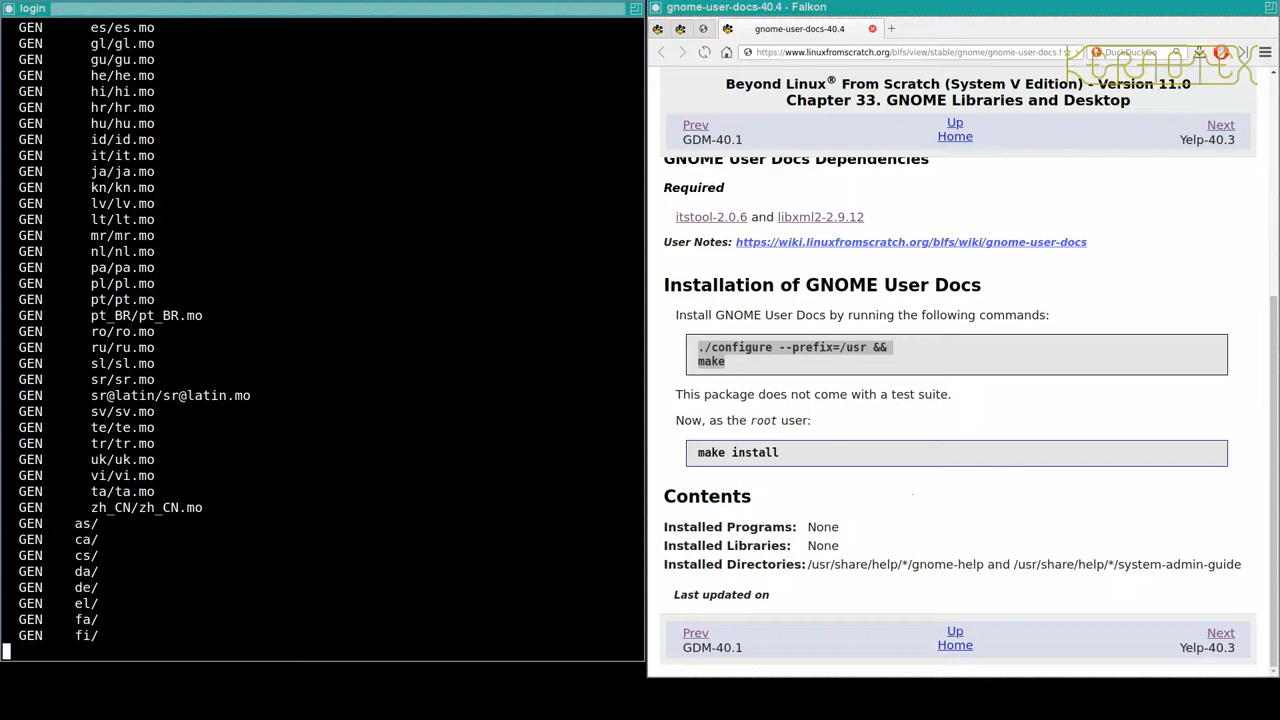 login
GEN es/es.mo
GEN gl/gl.mo
GEN gu/gu.mo
GEN he/he.mo
GEN hi/hi.mo
GEN hr/hr.mo
GEN hu/hu.mo
GEN id/id.mo
GEN it/it.mo
GEN ja/ja.mo
GEN kn/kn.mo
GEN lv/lv.mo
GEN lt/lt.mo
GEN mr/mr.mo
GEN nl/nl.mo
GEN pa/pa.mo
GEN pl/pl.mo
GEN pt/pt.mo
GEN pt_BR/pt_BR.mo
GEN ro/ro.mo
GEN ru/ru.mo
GEN sl/sl.mo
GEN sr/sr.mo
GEN sr@latin/sr@latin.mo
GEN sv/sv.mo
GEN te/te.mo
GEN tr/tr.mo
GEN uk/uk.mo
GEN vi/vi.mo
GEN ta/ta.mo
GEN zh_CN/zh_CN.mo
GEN as/
GEN ca/
GEN cs/
GEN da/
GEN de/
GEN el/
GEN fa/
GEN fi/
gnome-user-docs-40.4 - Falkon
gnome-user-docs-40.4
https://www.linuxfromscratch.org/blfs/view/stable/gnome/gnome-user-docs.h
DuckDuckGo
KERNOTEX
Beyond Linux® From Scratch (System V Edition) - Version 11.0
Chapter 33. GNOME Libraries and Desktop
Prev Up Next
GDM-40.1 Home Yelp-40.3
GNOME User Docs Dependencies
Required
itstool-2.0.6 and libxml2-2.9.12
User Notes: https://wiki.linuxfromscratch.org/blfs/wiki/gnome-user-docs
Installation of GNOME User Docs
Install GNOME User Docs by running the following commands:
./configure --prefix=/usr &&
make
This package does not come with a test suite.
Now, as the root user:
make install
Contents
Installed Programs: None
Installed Libraries: None
Installed Directories: /usr/share/help/*/gnome-help and /usr/share/help/*/system-admin-guide
Last updated on
Prev Up Next
GDM-40.1 Home Yelp-40.3